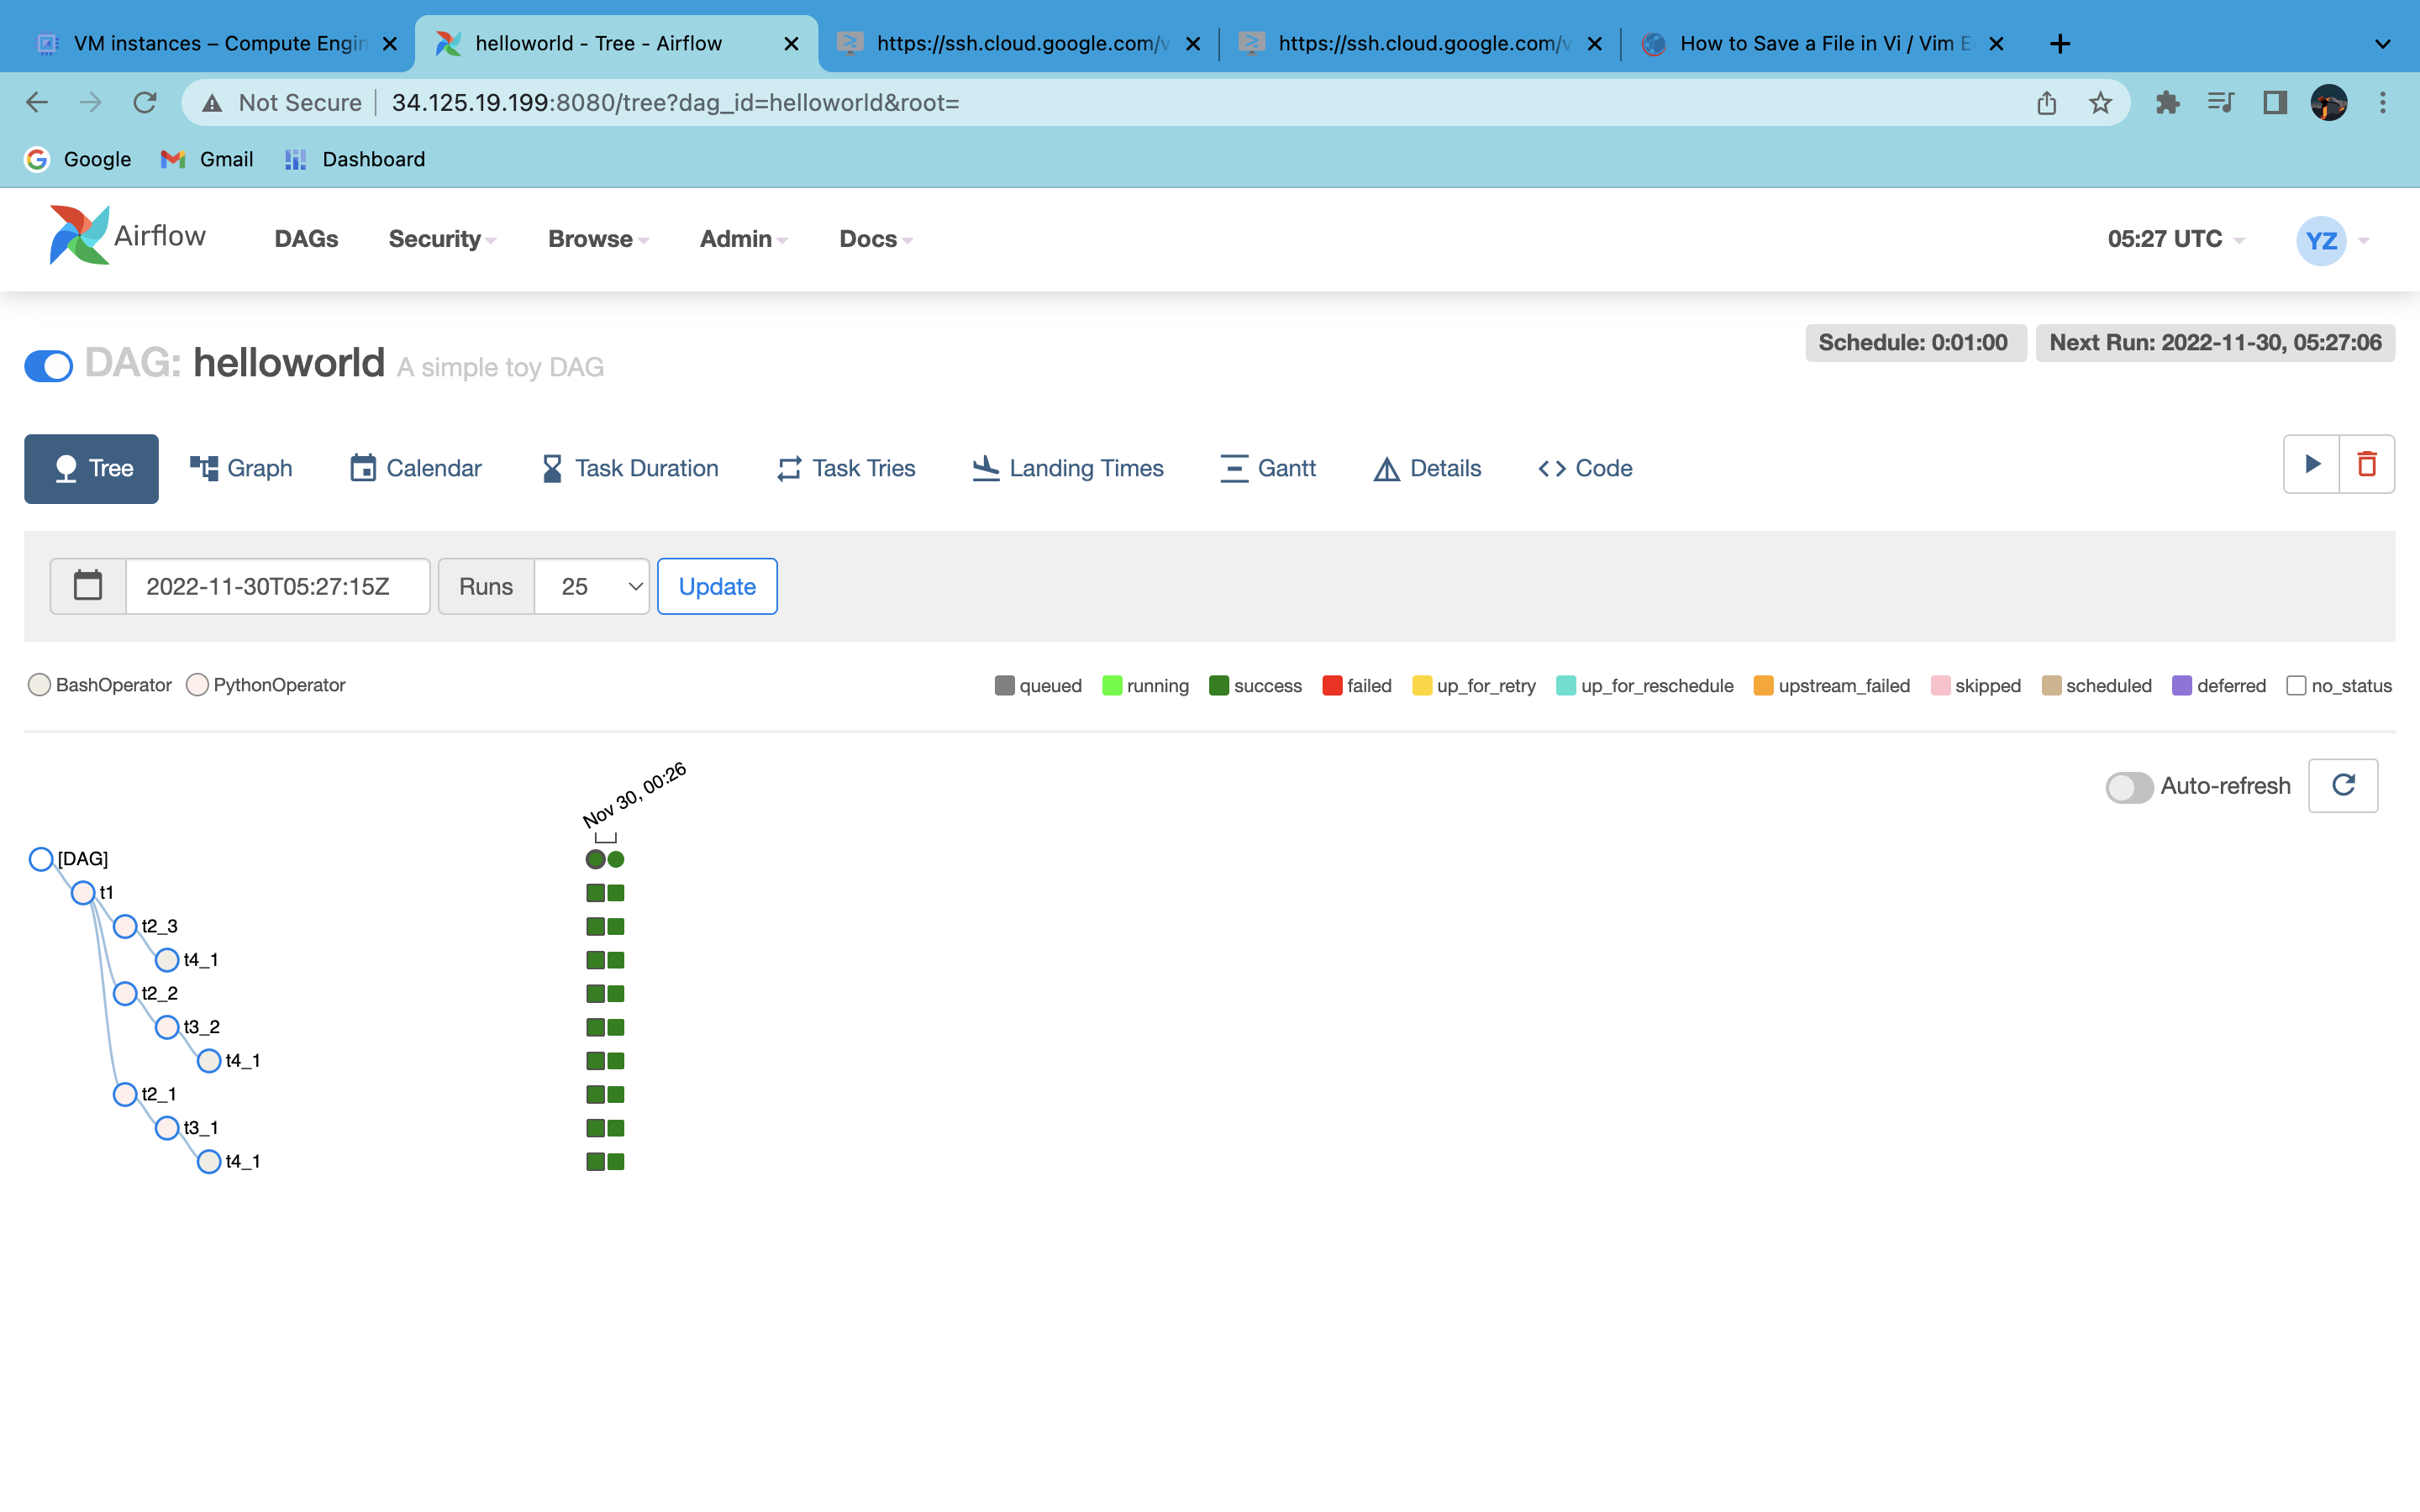 VM instances – Compute Engin
helloworld - Tree - Airflow
https://ssh.cloud.google.com/v
https://ssh.cloud.google.com/v
How to Save a File in Vi / Vim E
Not Secure 34.125.19.199:8080/tree?dag_id=helloworld&root=
Google Gmail Dashboard
Airflow DAGs Security Browse Admin Docs 05:27 UTC YZ
Schedule: 0:01:00 Next Run: 2022-11-30, 05:27:06
DAG: helloworld A simple toy DAG
Tree Graph Calendar Task Duration Task Tries Landing Times Gantt Details Code
2022-11-30T05:27:15Z Runs 25 Update
BashOperator PythonOperator queued running success failed up_for_retry up_for_reschedule upstream_failed skipped scheduled deferred no_status
Auto-refresh
Nov 30, 00:26
[DAG]
t1
t2_3
t4_1
t2_2
t3_2
t4_1
t2_1
t3_1
t4_1